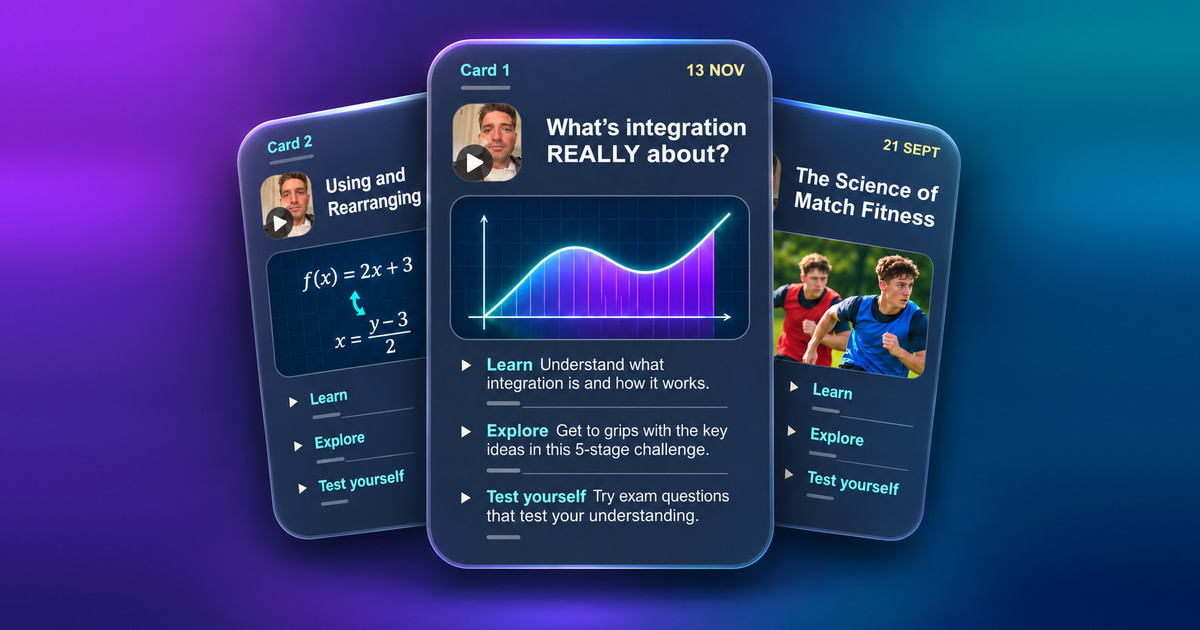 Card 1
13 NOV
What's integration
REALLY about?
Learn Understand what
integration is and how it works.
Explore Get to grips with the key
ideas in this 5-stage challenge.
Test yourself Try exam questions
that test your understanding.
Card 2
Using and
Rearranging
f(x) = 2x + 3
x = (y − 3)/2
Learn
Explore
Test yourself
21 SEPT
The Science of
Match Fitness
Learn
Explore
Test yourself